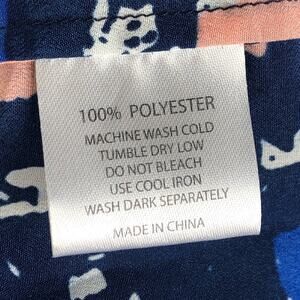 100% POLYESTER
MACHINE WASH COLD
TUMBLE DRY LOW
DO NOT BLEACH
USE COOL IRON
WASH DARK SEPARATELY
MADE IN CHINA